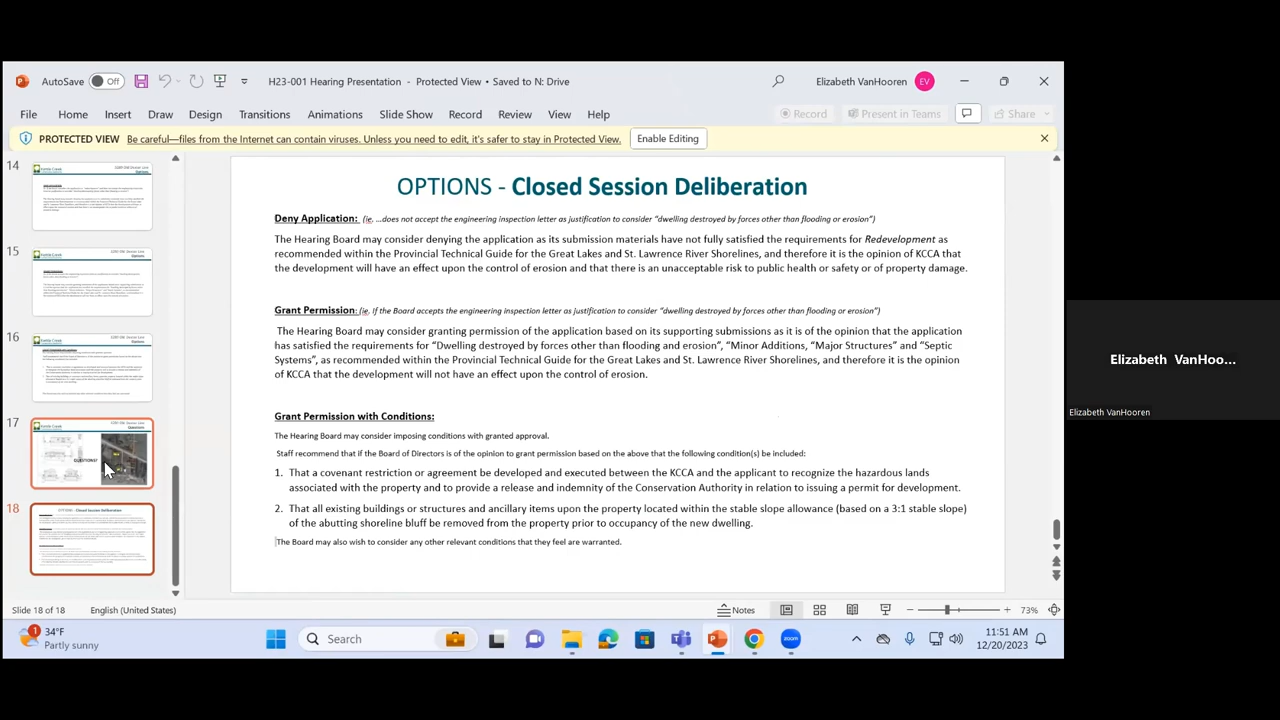 AutoSave Off
H23-001 Hearing Presentation - Protected View • Saved to N: Drive
Elizabeth VanHooren EV
File Home Insert Draw Design Transitions Animations Slide Show Record Review View Help
Record Present in Teams Share
PROTECTED VIEW Be careful—files from the Internet can contain viruses. Unless you need to edit, it's safer to stay in Protected View. Enable Editing
14
15
16
17
QUESTIONS?
18
OPTIONS - Closed Session Deliberation
Deny Application: (ie. ...does not accept the engineering inspection letter as justification to consider “dwelling destroyed by forces other than flooding or erosion”)
The Hearing Board may consider denying the application as its submission materials have not fully satisfied the requirements for Redevelopment as
recommended within the Provincial Technical Guide for the Great Lakes and St. Lawrence River Shorelines, and therefore it is the opinion of KCCA that
the development will have an effect upon the control of erosion and that there is an unacceptable risk to public health or safety or of property damage.
Grant Permission: (ie. If the Board accepts the engineering inspection letter as justification to consider “dwelling destroyed by forces other than flooding or erosion”)
The Hearing Board may consider granting permission of the application based on its supporting submissions as it is of the opinion that the application
has satisfied the requirements for “Dwelling destroyed by forces other than flooding and erosion”, “Minor Additions, “Major Structures” and “Septic
Systems”, as recommended within the Provincial Technical Guide for the Great Lakes and St. Lawrence River Shorelines, and therefore it is the opinion
of KCCA that the development will not have an effect upon the control of erosion.
Grant Permission with Conditions:
The Hearing Board may consider imposing conditions with granted approval.
Staff recommend that if the Board of Directors is of the opinion to grant permission based on the above that the following condition(s) be included:
1. That a covenant restriction or agreement be developed and executed between the KCCA and the applicant to recognize the hazardous lands
associated with the property and to provide a release and indemnity of the Conservation Authority in relation to issuing a permit for development.
2. That all existing buildings or structures and sanitary items upon the property located within the stable slope allowance (based on a 3:1 stable slope)
of the abutting shoreline bluff be removed from the property prior to occupancy of the new dwelling.
The Board may also wish to consider any other relevant conditions that they feel are warranted.
Elizabeth VanHoo...
Elizabeth VanHooren
Slide 18 of 18 English (United States) Notes 73%
1 34°F
Partly sunny
Search
zoom
11:51 AM
12/20/2023